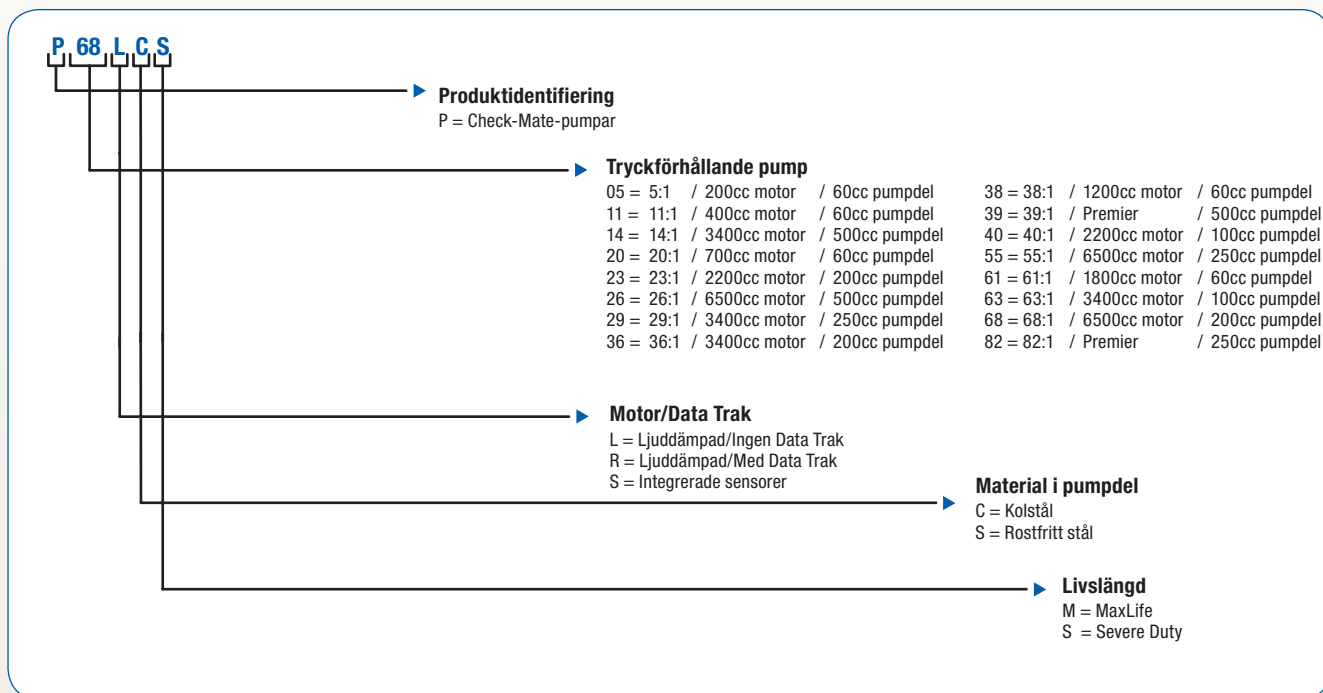 P 68 L C S
Produktidentifiering
P = Check-Mate-pumpar
Tryckförhållande pump
05 = 5:1 / 200cc motor / 60cc pumpdel
11 = 11:1 / 400cc motor / 60cc pumpdel
14 = 14:1 / 3400cc motor / 500cc pumpdel
20 = 20:1 / 700cc motor / 60cc pumpdel
23 = 23:1 / 2200cc motor / 200cc pumpdel
26 = 26:1 / 6500cc motor / 500cc pumpdel
29 = 29:1 / 3400cc motor / 250cc pumpdel
36 = 36:1 / 3400cc motor / 200cc pumpdel
38 = 38:1 / 1200cc motor / 60cc pumpdel
39 = 39:1 / Premier / 500cc pumpdel
40 = 40:1 / 2200cc motor / 100cc pumpdel
55 = 55:1 / 6500cc motor / 250cc pumpdel
61 = 61:1 / 1800cc motor / 60cc pumpdel
63 = 63:1 / 3400cc motor / 100cc pumpdel
68 = 68:1 / 6500cc motor / 200cc pumpdel
82 = 82:1 / Premier / 250cc pumpdel
Motor/Data Trak
L = Ljuddämpad/Ingen Data Trak
R = Ljuddämpad/Med Data Trak
S = Integrerade sensorer
Material i pumpdel
C = Kolstål
S = Rostfritt stål
Livslängd
M = MaxLife
S = Severe Duty